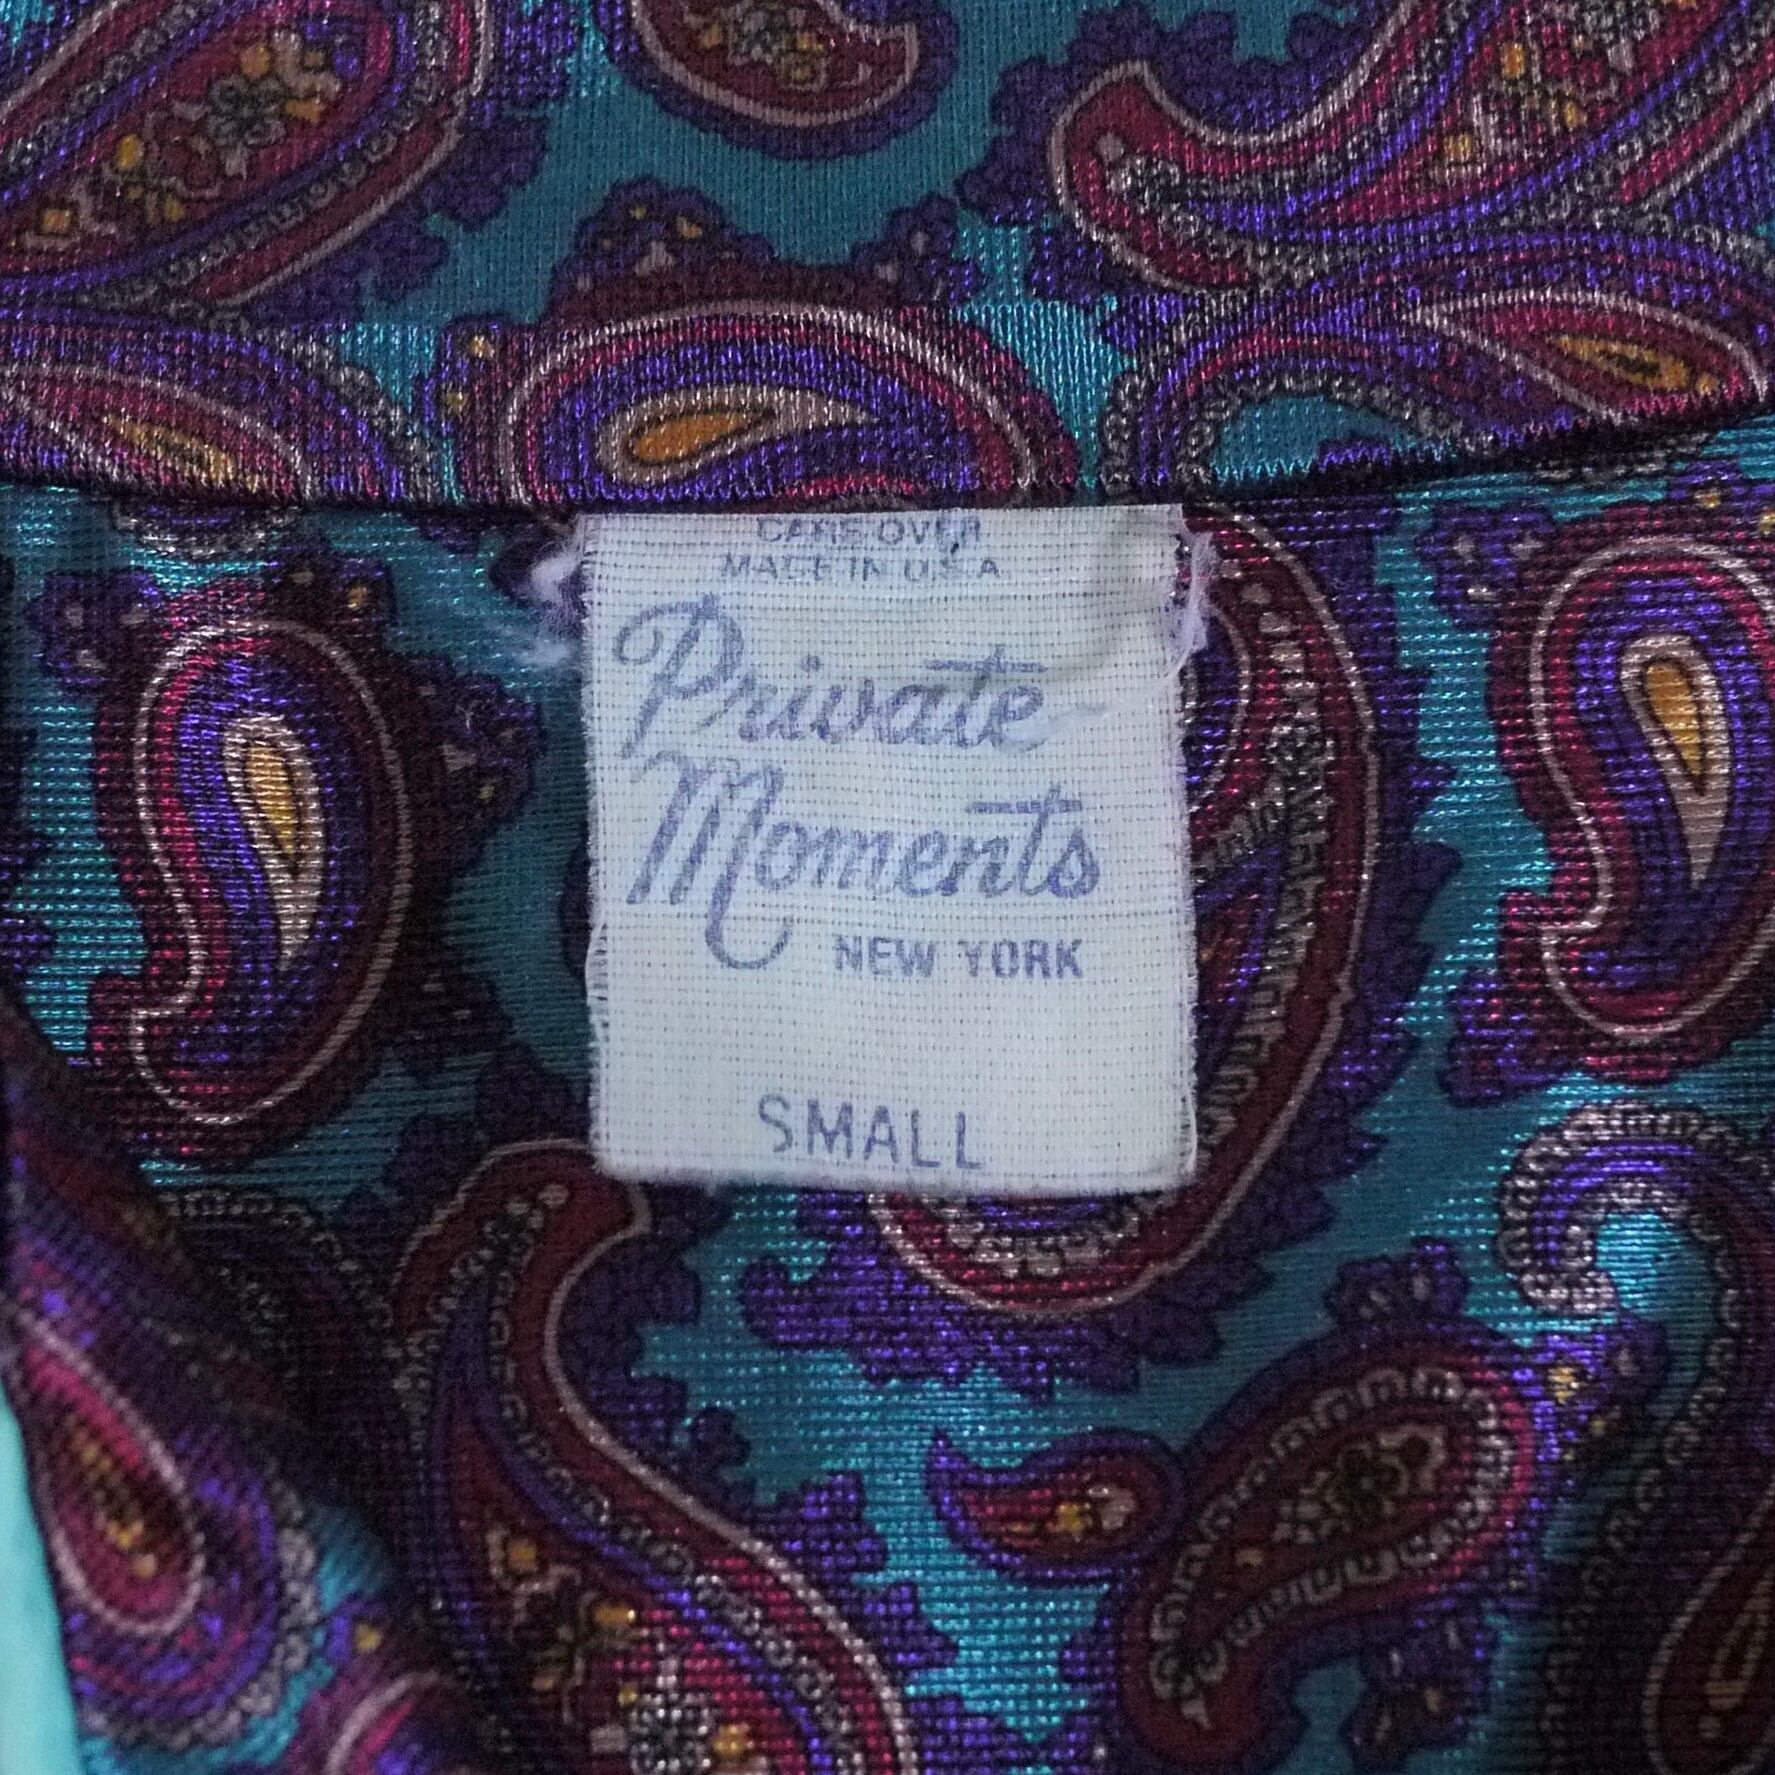 CARE OVER
MADE IN U.S.A
Private
Moments
NEW YORK
SMALL